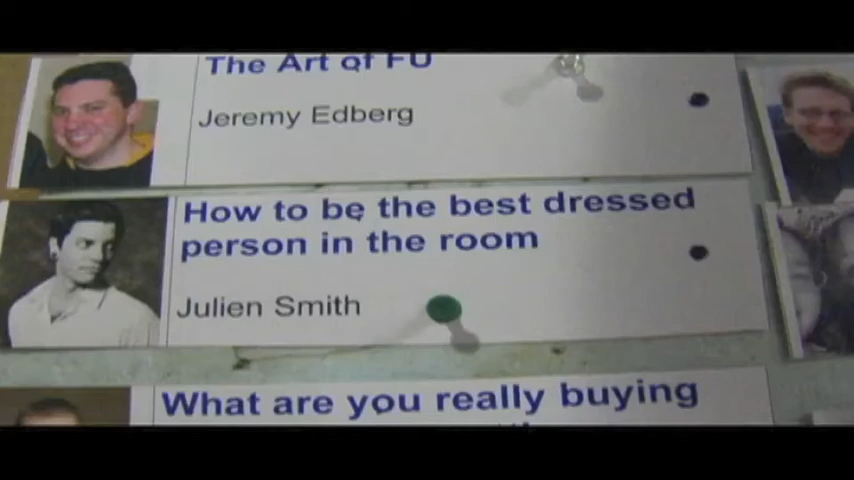 The Art of FU
Jeremy Edberg
How to be the best dressed
person in the room
Julien Smith
What are you really buying